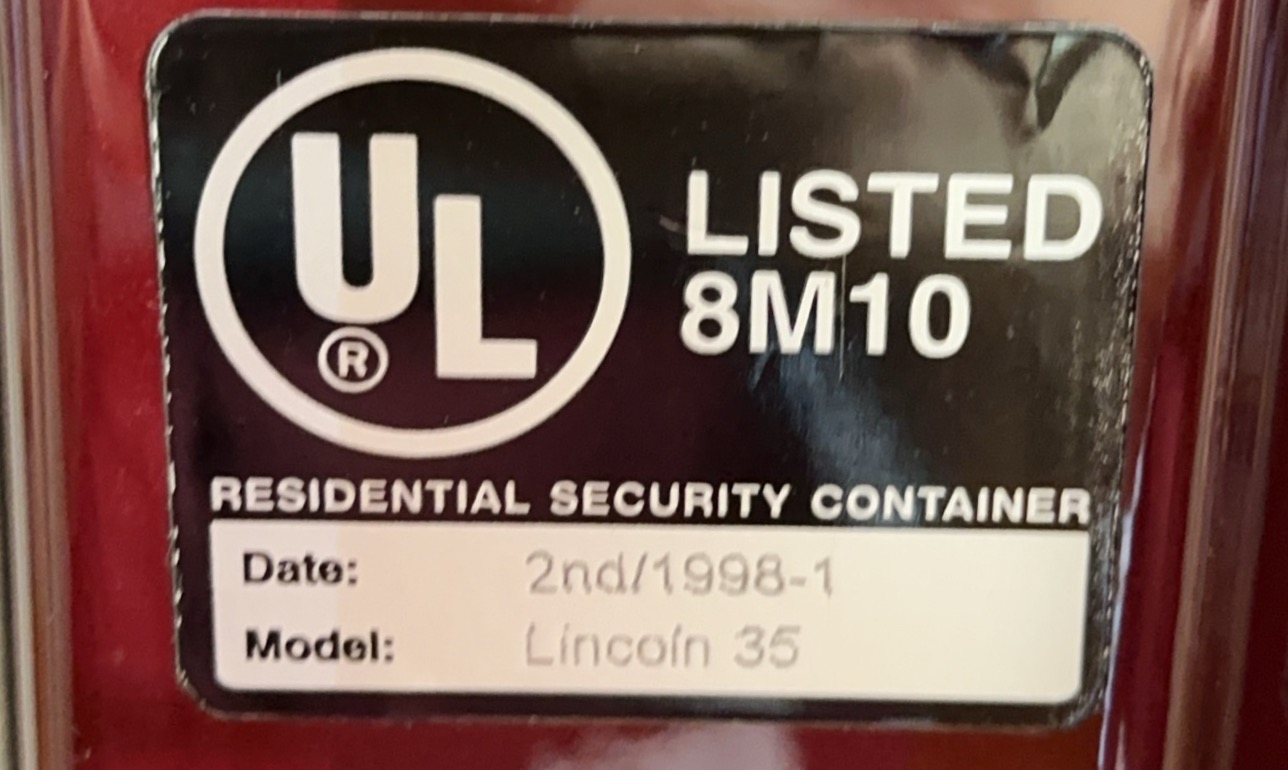 UL
®
LISTED
8M10
RESIDENTIAL SECURITY CONTAINER
Date: 2nd/1998-1
Model: Lincoln 35